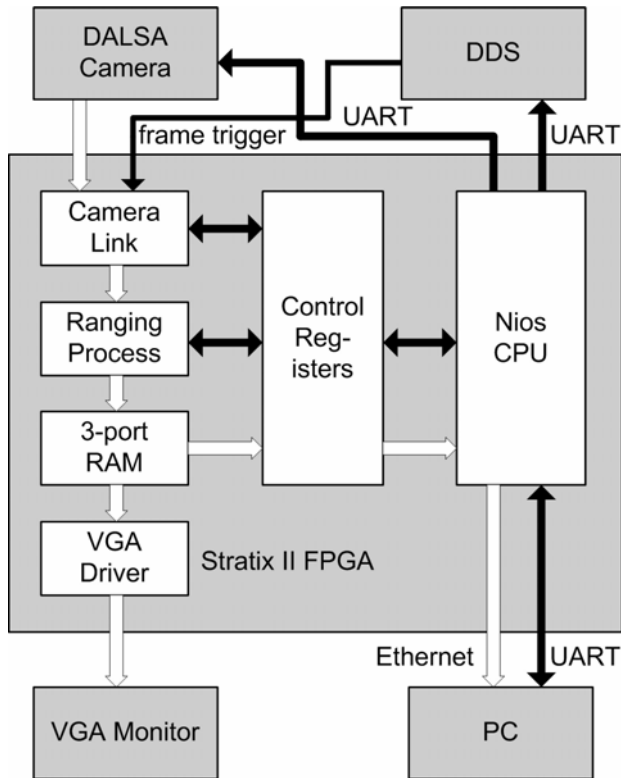 DALSA
Camera
DDS
UART
frame trigger
UART
Camera
Link
Ranging
Process
3-port
RAM
VGA
Driver
Control
Reg-
isters
Nios
CPU
Stratix II FPGA
Ethernet
UART
VGA Monitor
PC